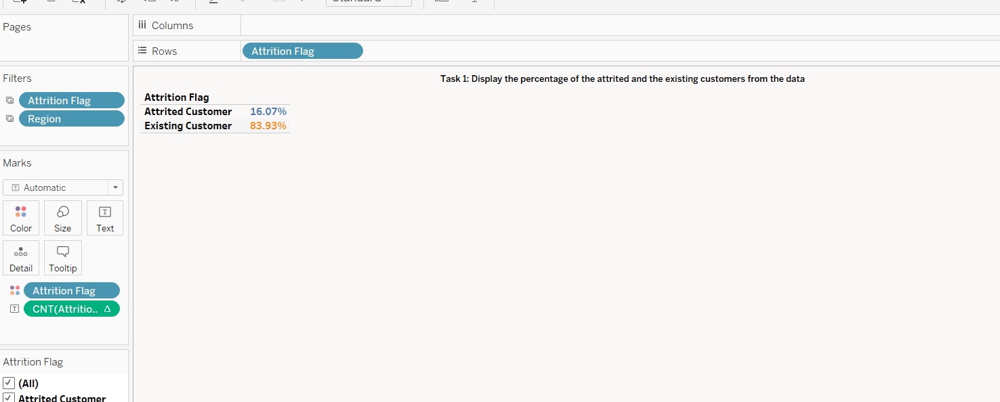 Standard
Pages
Columns
Rows
Attrition Flag
Filters
Attrition Flag
Region
Marks
Automatic
Color
Size
T
Text
Detail
Tooltip
Attrition Flag
T
CNT(Attritio.. Δ
Attrition Flag
(All)
Attrited Customer
Task 1: Display the percentage of the attrited and the existing customers from the data
Attrition Flag
Attrited Customer 16.07%
Existing Customer 83.93%